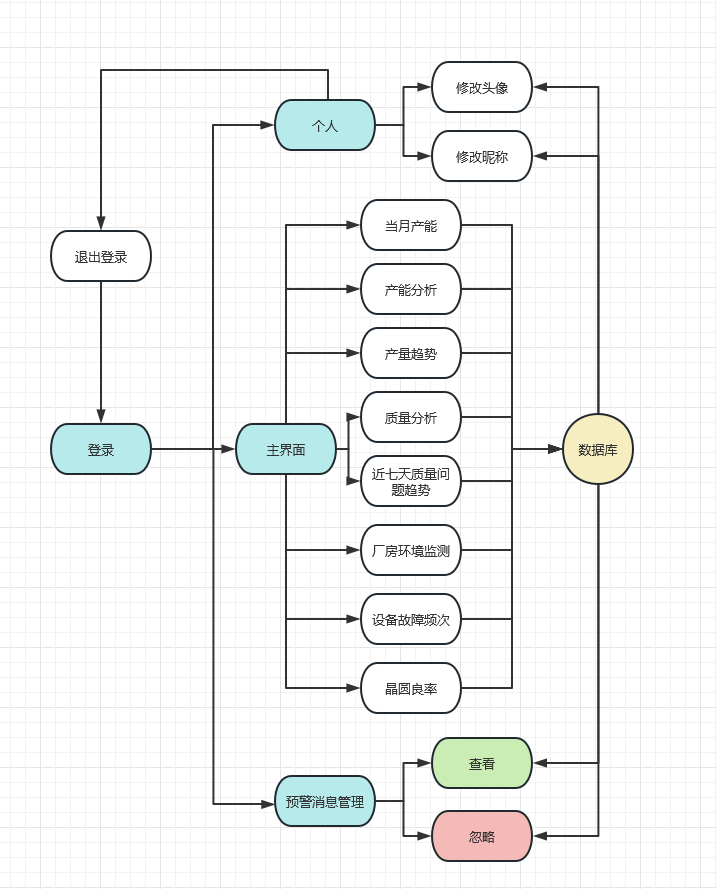 修改头像
个人
修改昵称
当月产能
退出登录
产能分析
产量趋势
质量分析
登录
主界面
数据库
近七天质量问
题趋势
厂房环境监测
设备故障频次
晶圆良率
查看
预警消息管理
忽略